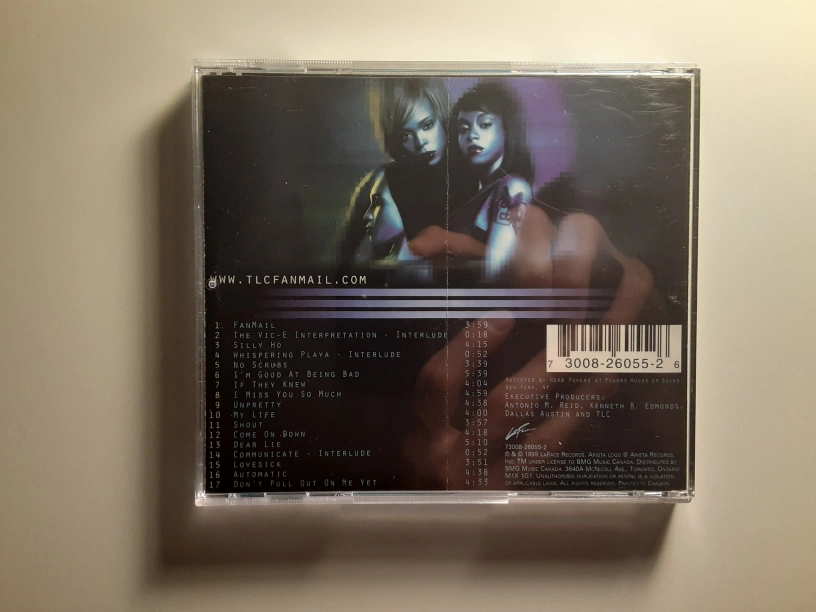 WWW.TLCFANMAIL.COM
1 FanMail 3:59
2 The Vic-E Interpretation - Interlude 0:18
3 Silly Ho 4:15
4 Whispering Playa - Interlude 0:52
5 No Scrubs 3:39
6 I'm Good At Being Bad 5:39
7 If They Knew 4:04
8 I Miss You So Much 4:59
9 Unpretty 4:38
10 My Life 4:00
11 Shout 3:57
12 Come On Down 4:18
13 Dear Lie 5:10
14 Communicate - Interlude 0:52
15 Lovesick 3:51
16 Automatic 4:38
17 Don't Pull Out On Me Yet 4:33
7 73008-26055-2 6
Mastered by Herb Powers at Powers House of Sound,
New York, NY
Executive Producers:
Antonio M. Reid, Kenneth B. Edmonds,
Dallas Austin and TLC
LaFace
73008-26055-2
℗ & © 1999 LaFace Records. Arista logo ® Arista Records,
Inc. TM under license to BMG Music Canada. Distributed by
BMG Music Canada. 3640A McNicoll Ave., Toronto, Ontario
M1X 1G1. Unauthorised duplication or rental is a violation
of applicable laws. All rights reserved. Printed in Canada.